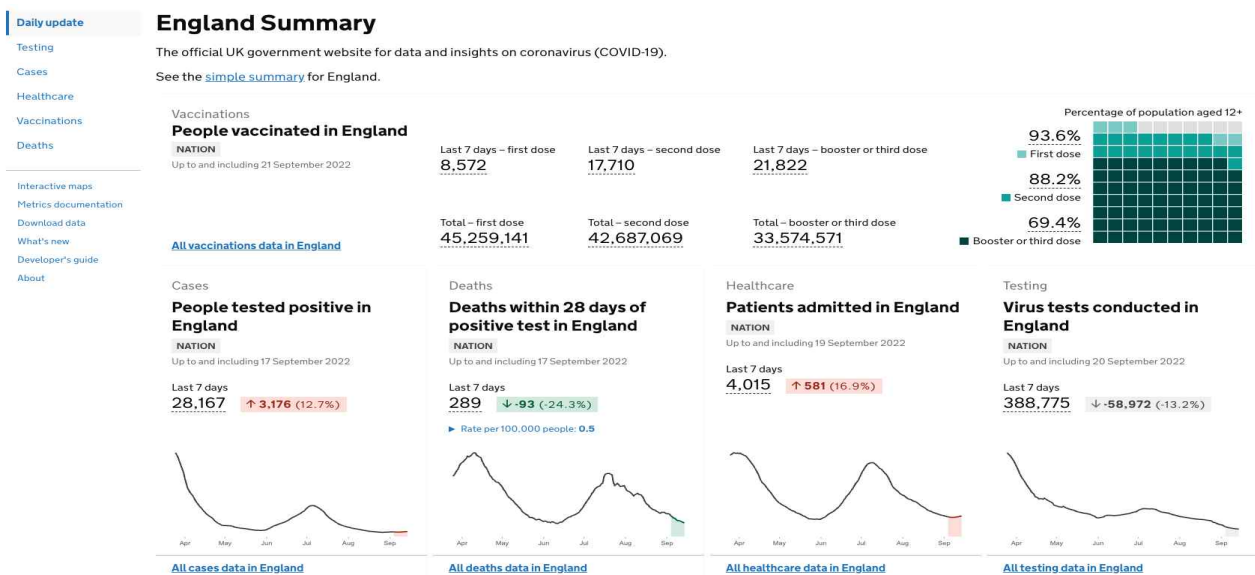 Daily update
Testing
Cases
Healthcare
Vaccinations
Deaths
Interactive maps
Metrics documentation
Download data
What's new
Developer's guide
About
England Summary
The official UK government website for data and insights on coronavirus (COVID-19).
See the simple summary for England.
Vaccinations
People vaccinated in England
NATION
Up to and including 21 September 2022
All vaccinations data in England
Last 7 days – first dose
8,572
Last 7 days – second dose
17,710
Last 7 days – booster or third dose
21,822
Total – first dose
45,259,141
Total – second dose
42,687,069
Total – booster or third dose
33,574,571
Percentage of population aged 12+
93.6%
First dose
88.2%
Second dose
69.4%
Booster or third dose
Cases
People tested positive in
England
NATION
Up to and including 17 September 2022
Last 7 days
28,167 ↑ 3,176 (12.7%)
Apr May Jun Jul Aug Sep
All cases data in England
Deaths
Deaths within 28 days of
positive test in England
NATION
Up to and including 17 September 2022
Last 7 days
289 ↓ -93 (-24.3%)
► Rate per 100,000 people: 0.5
Apr May Jun Jul Aug Sep
All deaths data in England
Healthcare
Patients admitted in England
NATION
Up to and including 19 September 2022
Last 7 days
4,015 ↑ 581 (16.9%)
Apr May Jun Jul Aug Sep
All healthcare data in England
Testing
Virus tests conducted in
England
NATION
Up to and including 20 September 2022
Last 7 days
388,775 ↓ -58,972 (-13.2%)
Apr May Jun Jul Aug Sep
All testing data in England